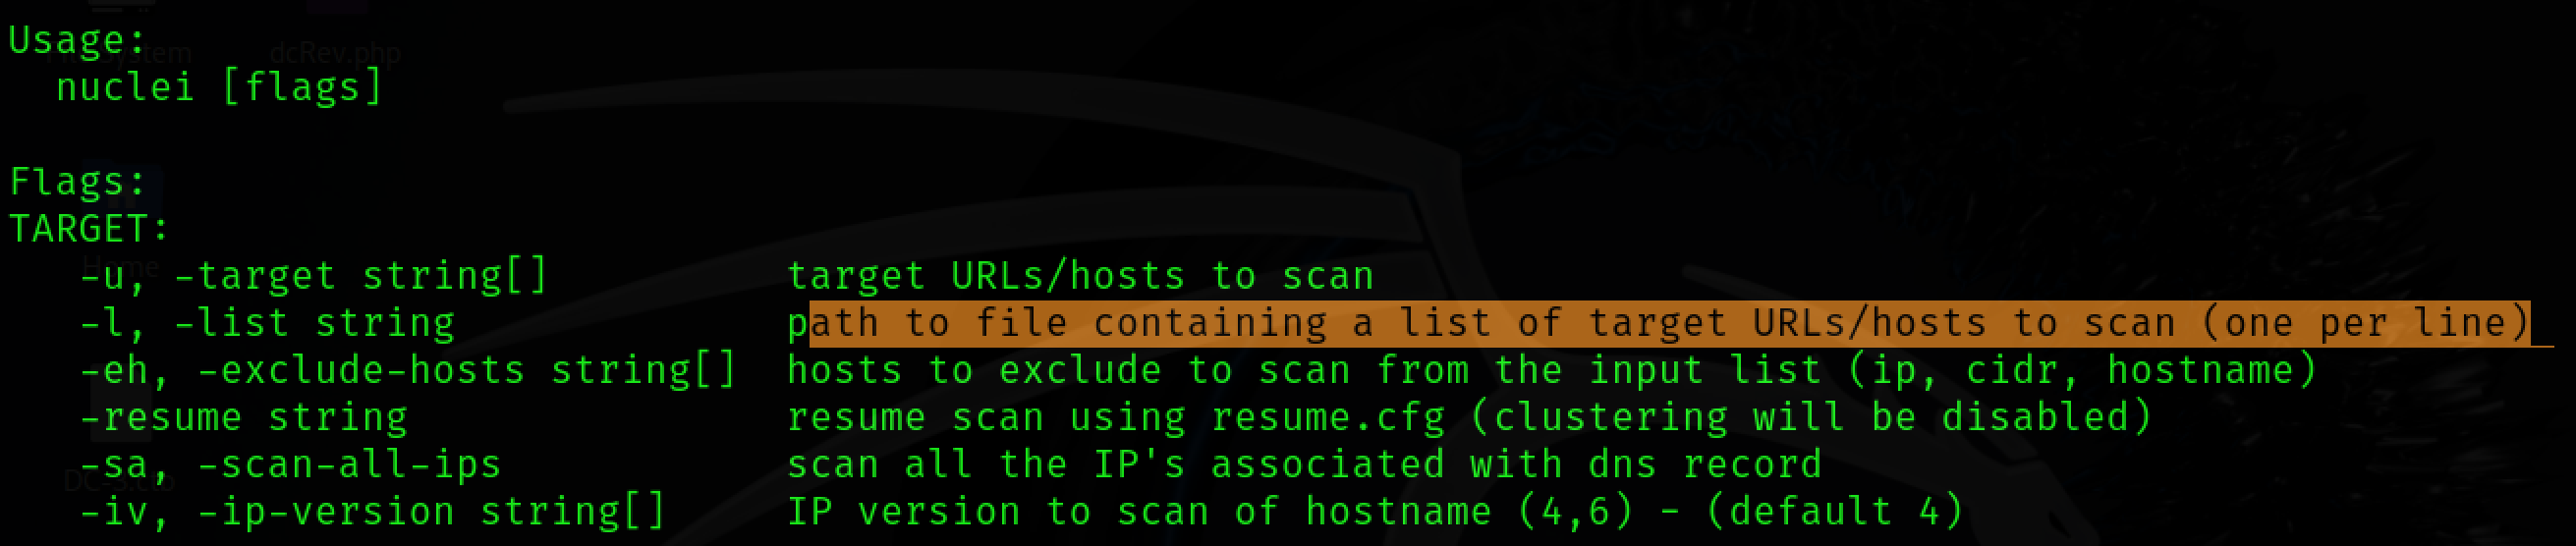 Usage:
nuclei [flags]
Flags:
TARGET:
-u, -target string[] target URLs/hosts to scan
-l, -list string path to file containing a list of target URLs/hosts to scan (one per line)
-eh, -exclude-hosts string[] hosts to exclude to scan from the input list (ip, cidr, hostname)
-resume string resume scan using resume.cfg (clustering will be disabled)
-sa, -scan-all-ips scan all the IP's associated with dns record
-iv, -ip-version string[] IP version to scan of hostname (4,6) - (default 4)
dcRev.php
Home